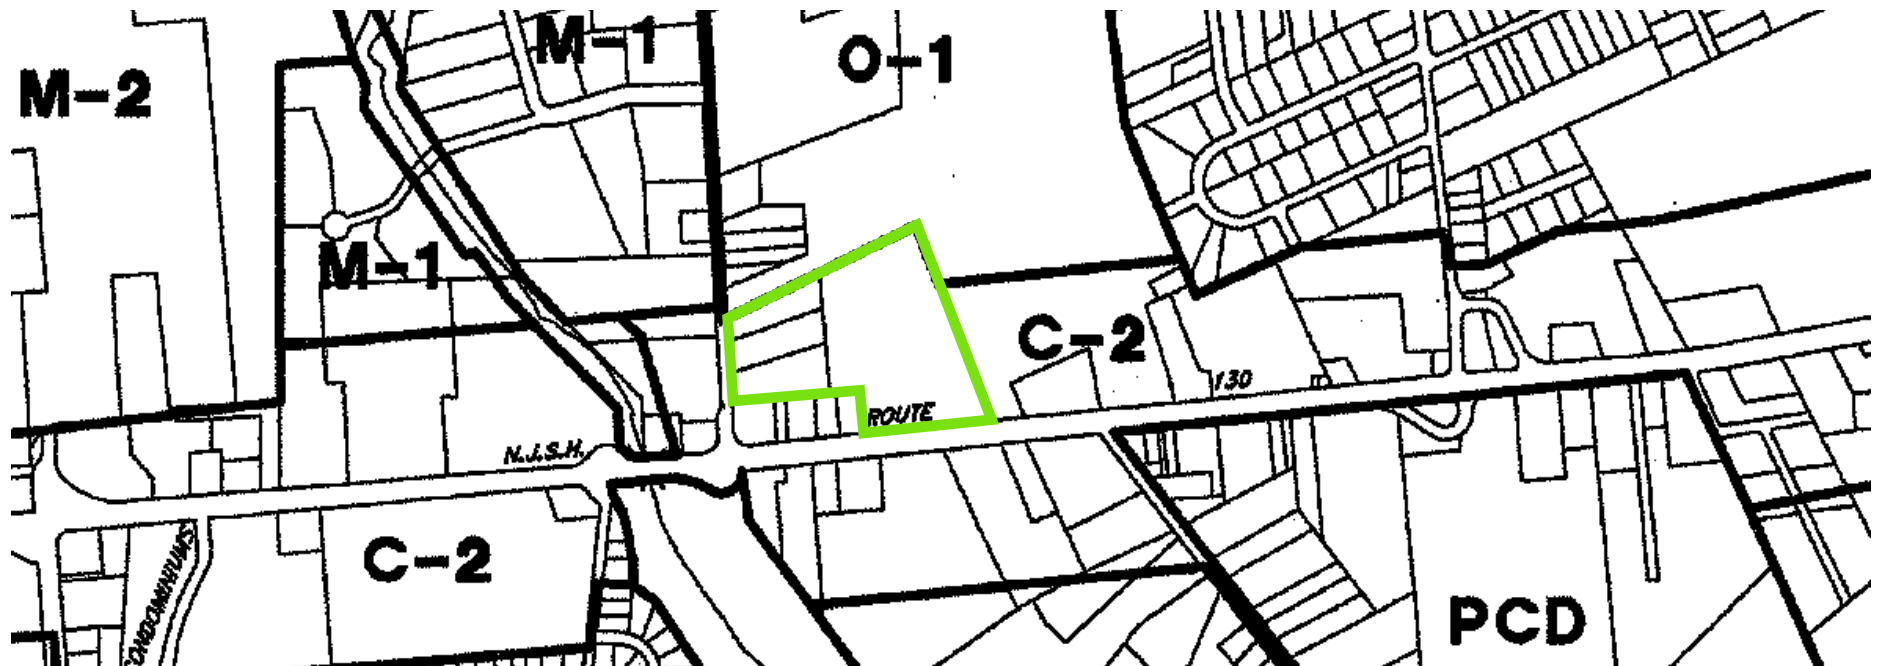 M-1
O-1
M-2
M-1
C-2
130
ROUTE
N.J.S.H.
C-2
CONDOMINIUMS
PCD